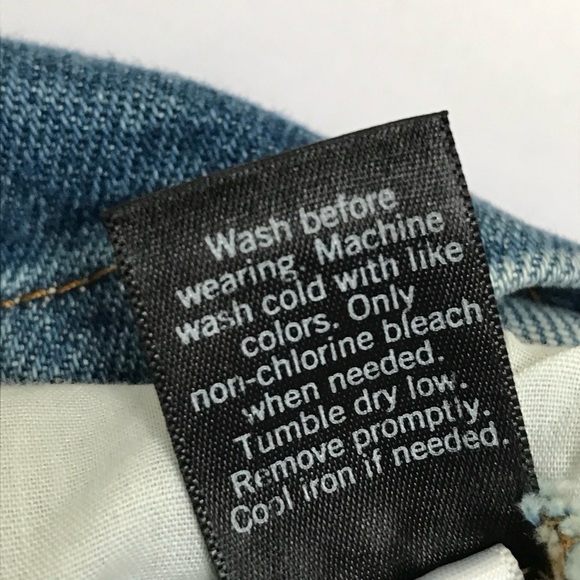 Wash before
wearing. Machine
wash cold with like
colors. Only
non-chlorine bleach
when needed.
Tumble dry low.
Remove promptly.
Cool iron if needed.